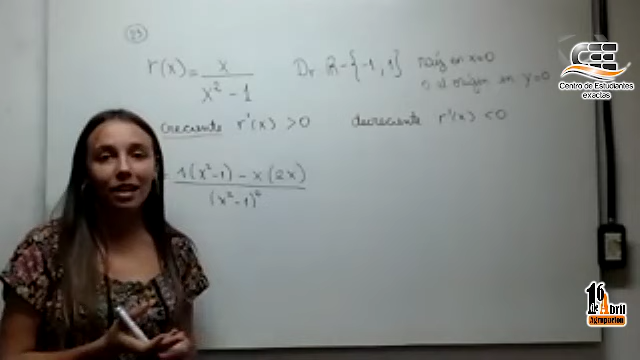 r(x) = x / (x² - 1)   Dr R - {-1, 1}   raíz en x=0
o al origen en y=0
creciente   r'(x) > 0   decreciente   r'(x) < 0
= (1(x² - 1) - x(2x)) / (x² - 1)²
Centro de Estudiantes
exactas
16
de Abril
Agrupación